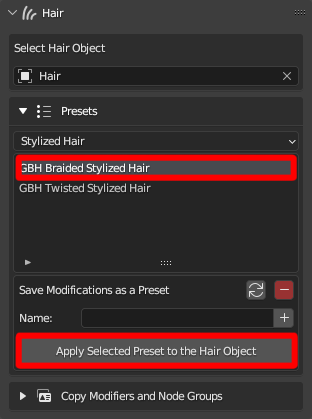 Hair
Select Hair Object
Hair
Presets
Stylized Hair
GBH Braided Stylized Hair
GBH Twisted Stylized Hair
Save Modifications as a Preset
Name:
Apply Selected Preset to the Hair Object
Copy Modifiers and Node Groups